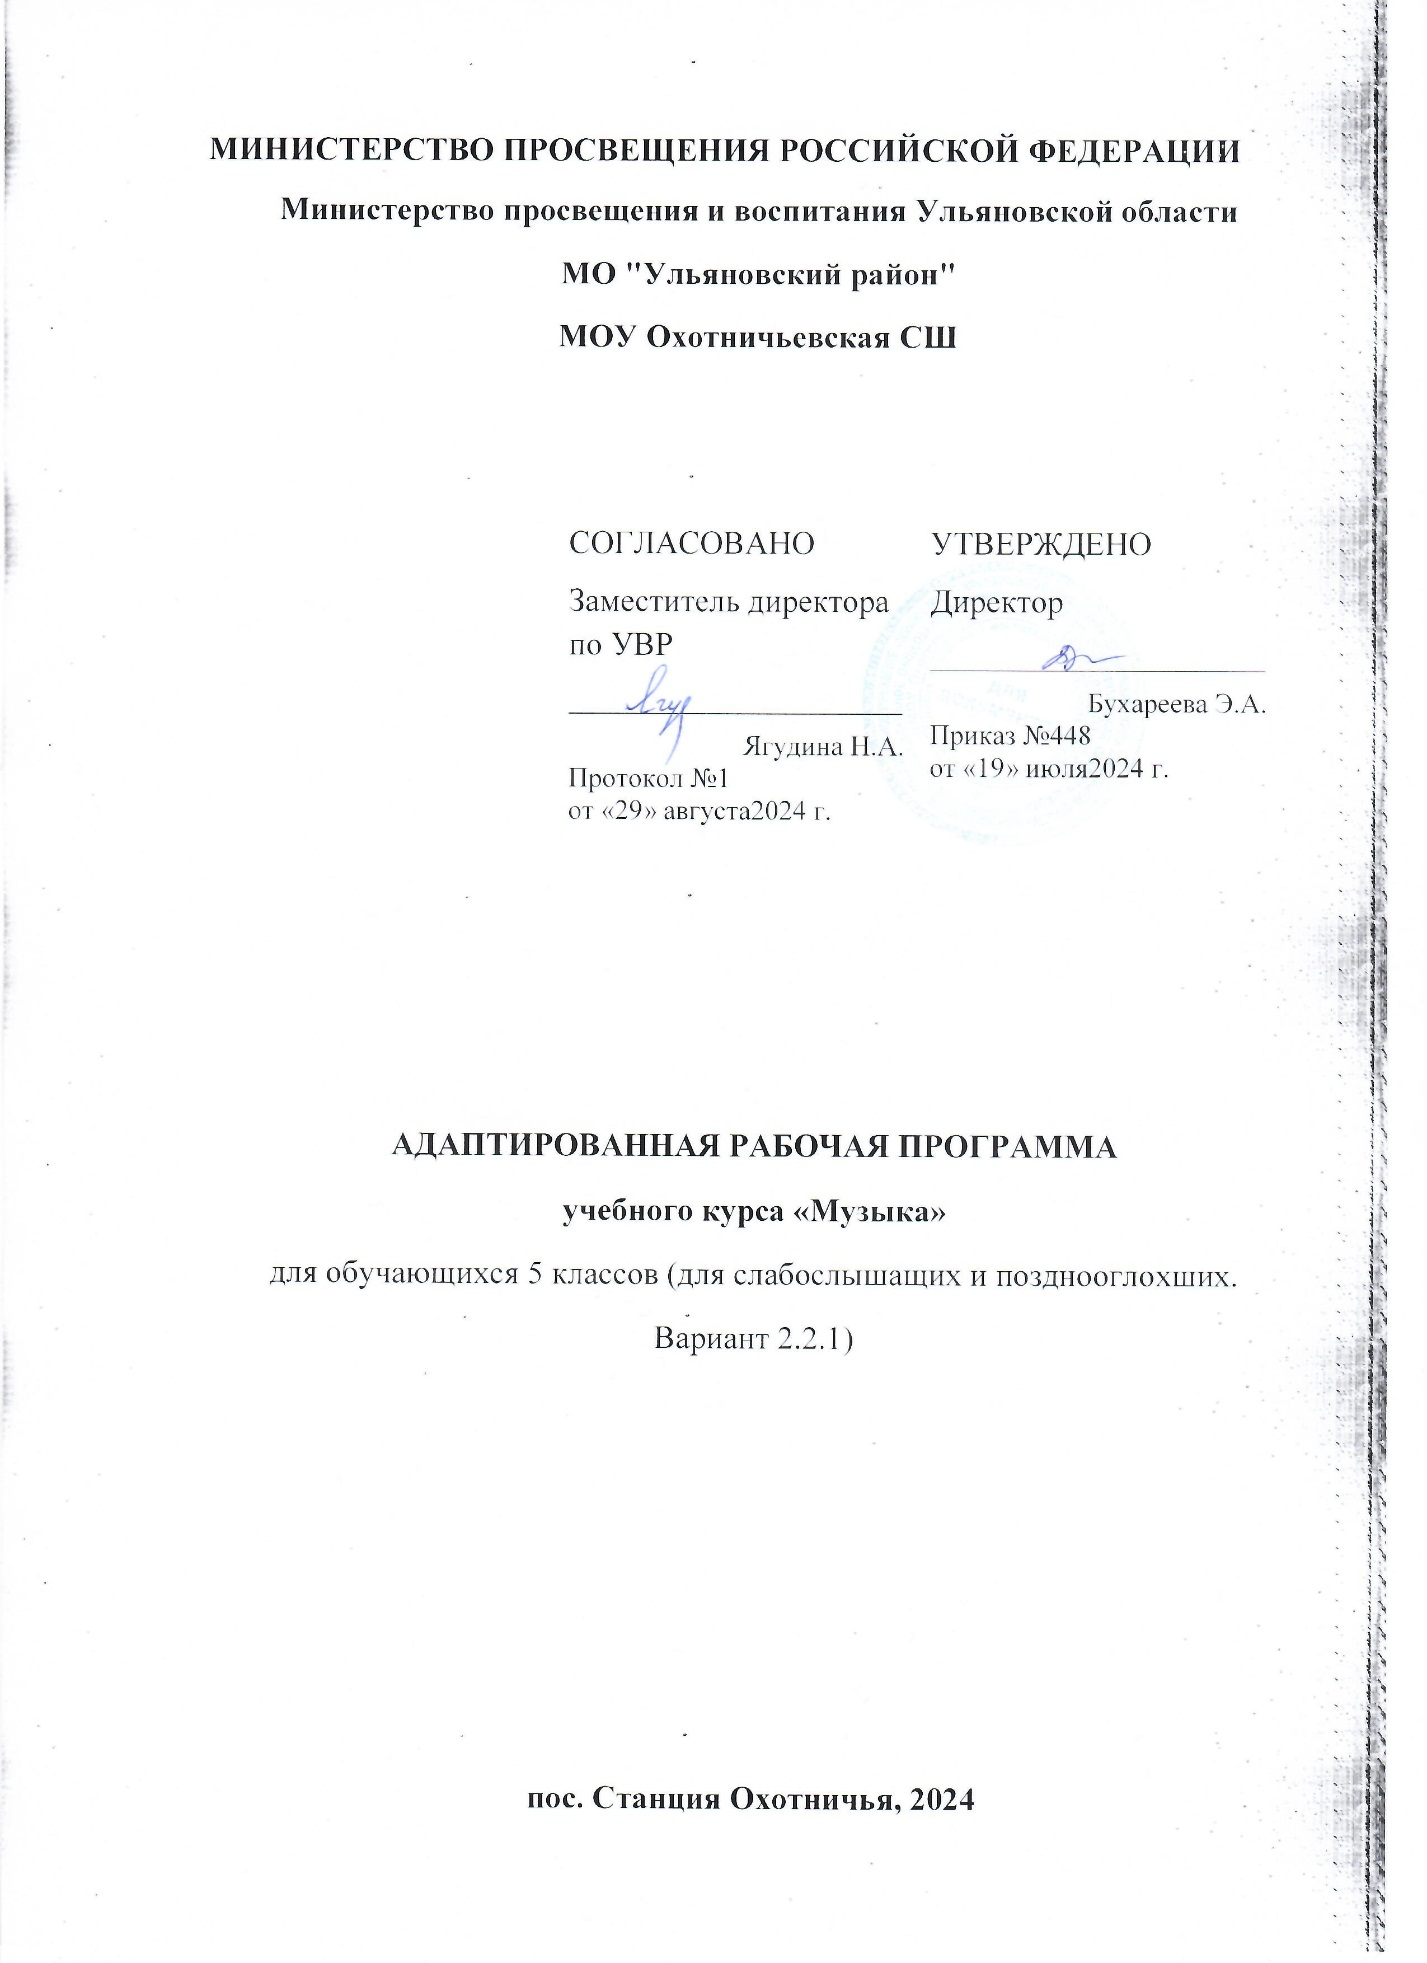 МИНИСТЕРСТВО ПРОСВЕЩЕНИЯ РОССИЙСКОЙ ФЕДЕРАЦИИ
Министерство просвещения и воспитания Ульяновской области
МО "Ульяновский район"
МОУ Охотничьевская СШ
СОГЛАСОВАНО
Заместитель директора
по УВР
Ягудина Н.А.
Протокол №1
от «29» августа2024 г.
УТВЕРЖДЕНО
Директор
Бухареева Э.А.
Приказ №448
от «19» июля2024 г.
АДАПТИРОВАННАЯ РАБОЧАЯ ПРОГРАММА
учебного курса «Музыка»
для обучающихся 5 классов (для слабослышащих и позднооглохших.
Вариант 2.2.1)
пос. Станция Охотничья, 2024